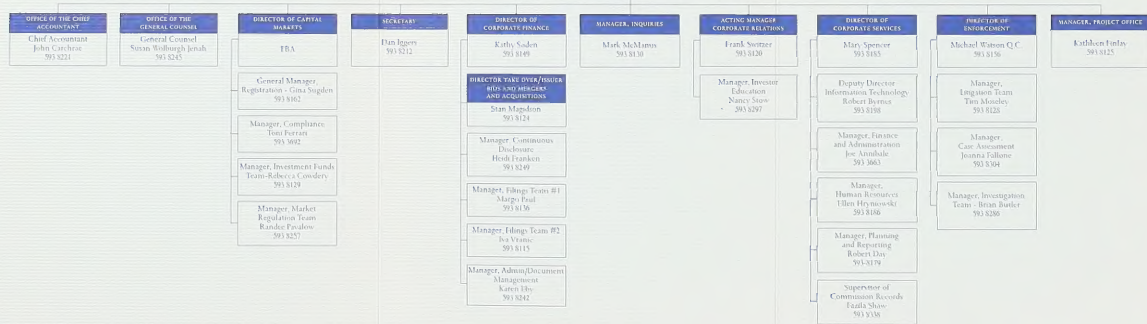 OFFICE OF THE CHIEF
ACCOUNTANT
Chief Accountant
John Carchrae
593 8221
OFFICE OF THE
GENERAL COUNSEL
General Counsel
Susan Wolburgh Jenah
593 8245
DIRECTOR OF CAPITAL
MARKETS
TBA
General Manager,
Registration - Gina Sugden
593 8162
Manager, Compliance
Toni Ferrari
593 3692
Manager, Investment Funds
Team-Rebecca Cowdery
593 8129
Manager, Market
Regulation Team
Randee Pavalow
593 8257
SECRETARY
Dan Iggers
593 8212
DIRECTOR OF
CORPORATE FINANCE
Kathy Soden
593 8149
DIRECTOR TAKE OVER/ISSUER
BIDS AND MERGERS
AND ACQUISITIONS
Stan Magidson
593 8124
Manager, Continuous
Disclosure
Heidi Franken
593 8249
Manager, Filings Team #1
Margo Paul
593 8136
Manager, Filings Team #2
Iva Vranic
593 8115
Manager, Admin/Document
Management
Karen
593 8242
MANAGER, INQUIRIES
Mark McManus
593 8130
ACTING MANAGER
CORPORATE RELATIONS
Frank Switzer
593 8120
Manager, Investor
Education
Nancy Stow
593 8297
DIRECTOR OF
CORPORATE SERVICES
Mary Spencer
593 8185
Deputy Director
Information Technology
Robert Byrnes
593 8188
Manager, Finance
and Administration
Joe Annibale
593 3663
Manager,
Human Resources
Ellen Hryniowski
593 8186
Manager, Planning
and Reporting
Robert Day
593-8179
Supervisor of
Commission Records
Fazila Shaw
593 8336
DIRECTOR OF
ENFORCEMENT
Michael Watson Q.C.
593 8156
Manager,
Litigation Team
Tim Moseley
593 8128
Manager,
Case Assessment
Joanna Fallone
593 8304
Manager, Investigation
Team - Brian Butler
593 8286
MANAGER, PROJECT OFFICE
Kathleen Finlay
593 8125